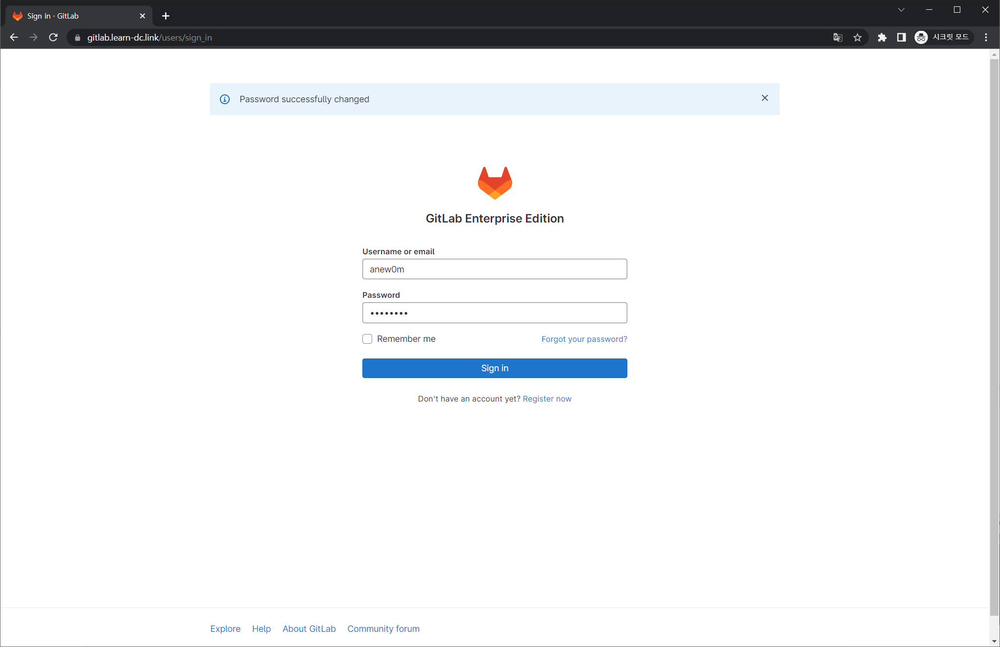 Sign in · GitLab
gitlab.learn-dc.link/users/sign_in
시크릿 모드
Password successfully changed
GitLab Enterprise Edition
Username or email
anew0m
Password
••••••••
Remember me
Forgot your password?
Sign in
Don't have an account yet? Register now
Explore Help About GitLab Community forum